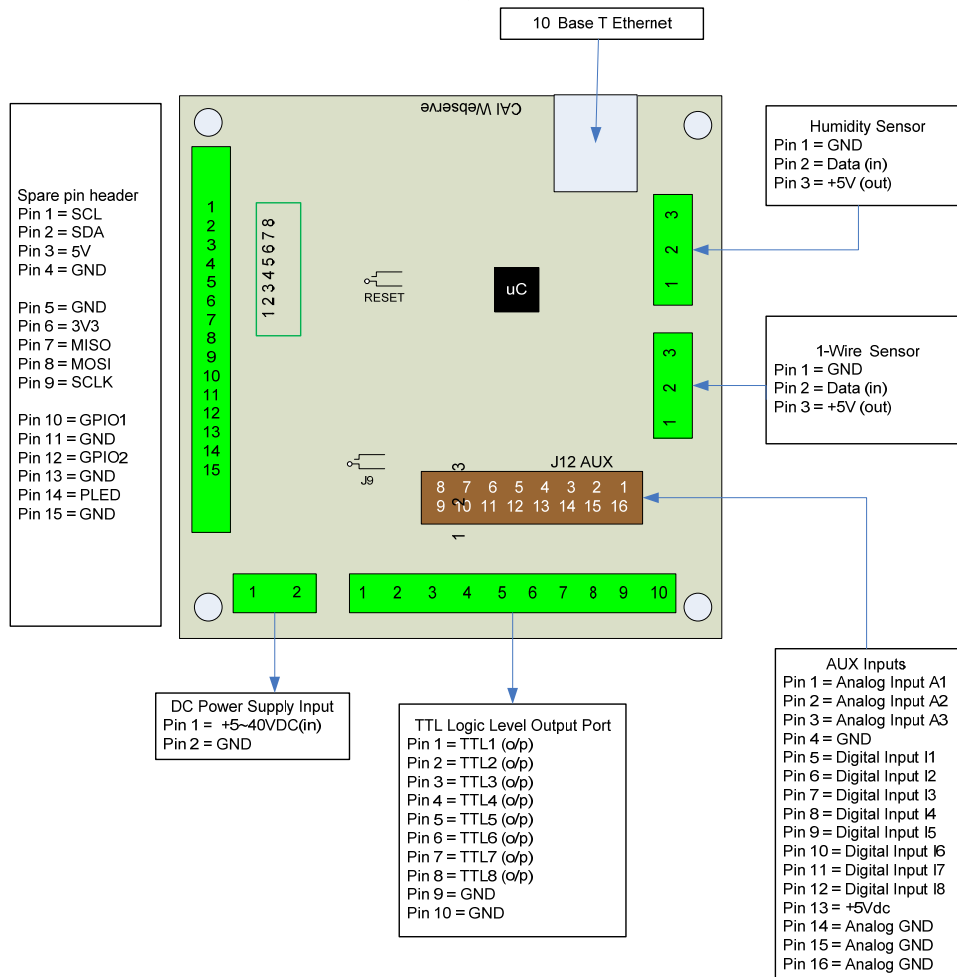 10 Base T Ethernet
CAI Webserve
Humidity Sensor
Pin 1 = GND
Pin 2 = Data (in)
Pin 3 = +5V (out)
Spare pin header
Pin 1 = SCL
Pin 2 = SDA
Pin 3 = 5V
Pin 4 = GND
Pin 5 = GND
Pin 6 = 3V3
Pin 7 = MISO
Pin 8 = MOSI
Pin 9 = SCLK
Pin 10 = GPIO1
Pin 11 = GND
Pin 12 = GPIO2
Pin 13 = GND
Pin 14 = PLED
Pin 15 = GND
1
2
3
4
5
6
7
8
9
10
11
12
13
14
15
1 2 3 4 5 6 7 8
RESET
uC
1 2 3
1 2 3
1-Wire Sensor
Pin 1 = GND
Pin 2 = Data (in)
Pin 3 = +5V (out)
J9
J12 AUX
1 2 3
8 7 6 5 4 3 2 1
9 10 11 12 13 14 15 16
1 2
1 2 3 4 5 6 7 8 9 10
DC Power Supply Input
Pin 1 = +5~40VDC(in)
Pin 2 = GND
TTL Logic Level Output Port
Pin 1 = TTL1 (o/p)
Pin 2 = TTL2 (o/p)
Pin 3 = TTL3 (o/p)
Pin 4 = TTL4 (o/p)
Pin 5 = TTL5 (o/p)
Pin 6 = TTL6 (o/p)
Pin 7 = TTL7 (o/p)
Pin 8 = TTL8 (o/p)
Pin 9 = GND
Pin 10 = GND
AUX Inputs
Pin 1 = Analog Input A1
Pin 2 = Analog Input A2
Pin 3 = Analog Input A3
Pin 4 = GND
Pin 5 = Digital Input I1
Pin 6 = Digital Input I2
Pin 7 = Digital Input I3
Pin 8 = Digital Input I4
Pin 9 = Digital Input I5
Pin 10 = Digital Input I6
Pin 11 = Digital Input I7
Pin 12 = Digital Input I8
Pin 13 = +5Vdc
Pin 14 = Analog GND
Pin 15 = Analog GND
Pin 16 = Analog GND